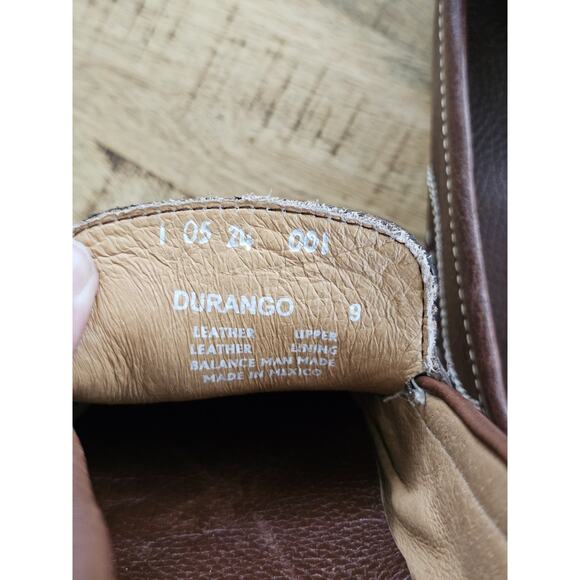 1 05 24 001
DURANGO 9
LEATHER UPPER
LEATHER LINING
BALANCE MAN MADE
MADE IN MEXICO